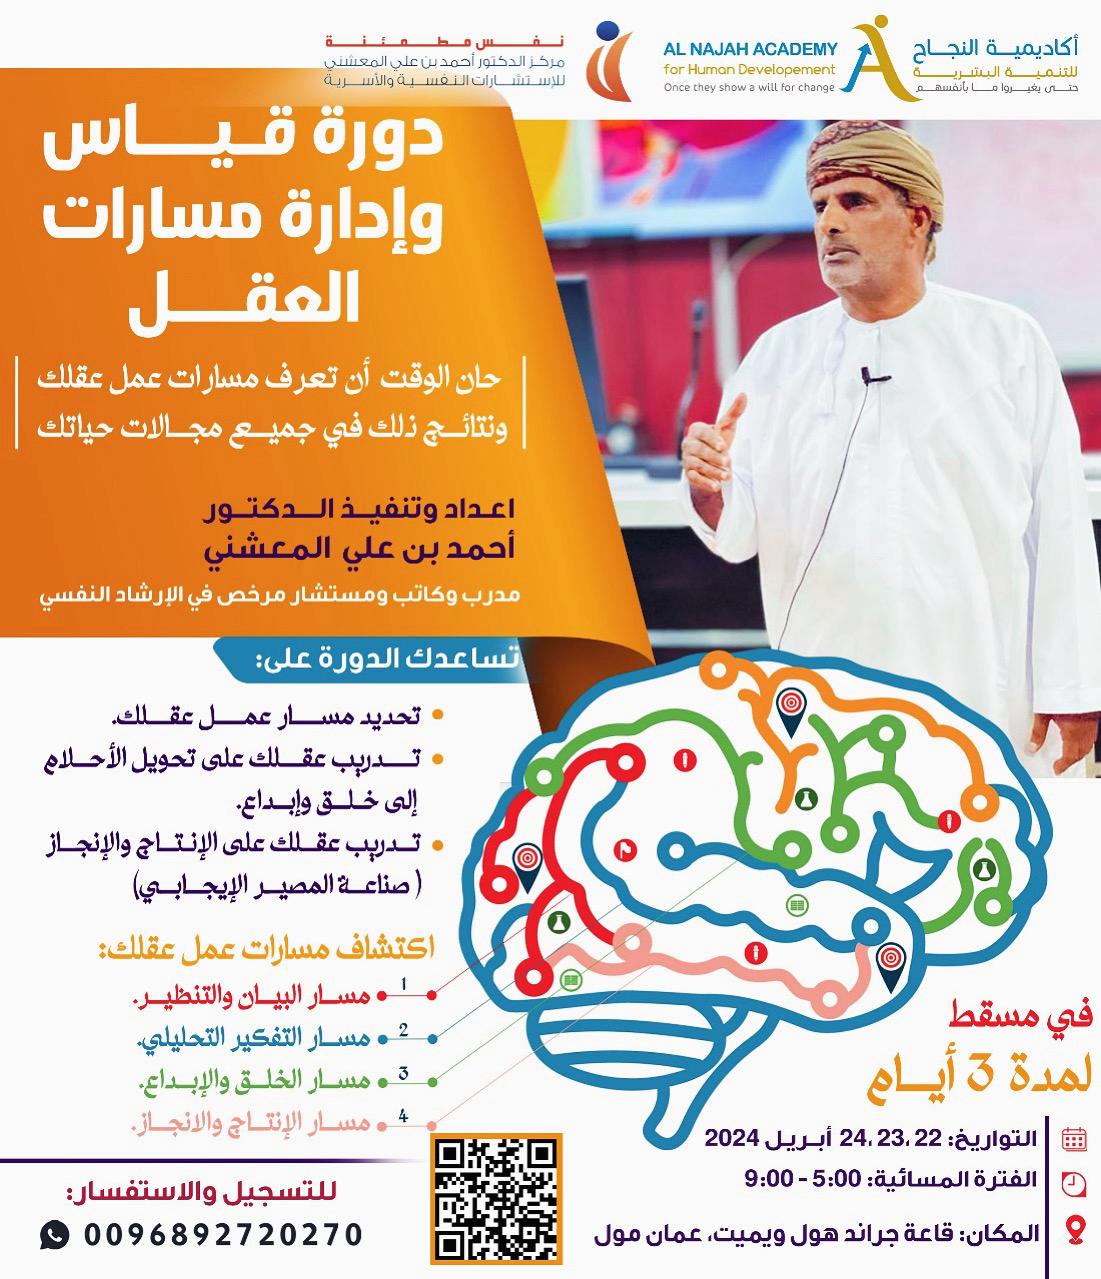 أكاديمية النجاح
للتنمية البشرية
حتى يغيروا ما بأنفسهم
AL NAJAH ACADEMY
for Human Developement
Once they show a will for change
نفس مطمئنة
مركز الدكتور أحمد بن علي المعشني
للإستشارات النفسية والأسرية
دورة قياس
وإدارة مسارات
العقل
حان الوقت أن تعرف مسارات عمل عقلك
ونتائج ذلك في جميع مجالات حياتك
اعداد وتنفيذ الدكتور
أحمد بن علي المعشني
مدرب وكاتب ومستشار مرخص في الإرشاد النفسي
تساعدك الدورة على:
• تحديد مسار عمل عقلك.
• تدريب عقلك على تحويل الأحلام
إلى خلق وإبداع.
• تدريب عقلك على الإنتاج والإنجاز
( صناعة المصير الإيجابي)
اكتشاف مسارات عمل عقلك:
1 مسار البيان والتنظير.
2 مسار التفكير التحليلي.
3 مسار الخلق والإبداع.
4 مسار الإنتاج والانجاز.
في مسقط
لمدة 3 أيام
التواريخ: 22، 23، 24 أبريل 2024
الفترة المسائية: 5:00 - 9:00
المكان: قاعة جراند هول ويميت، عمان مول
للتسجيل والاستفسار:
0096892720270